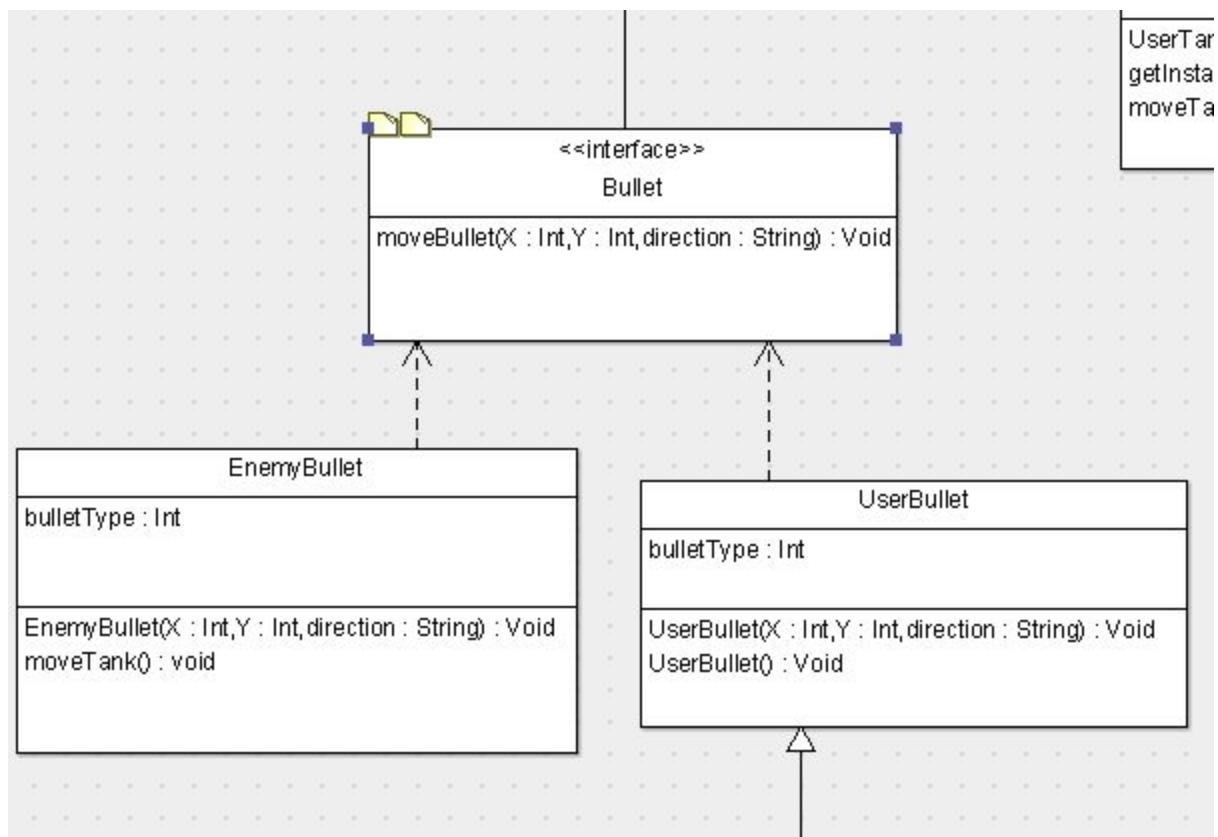 UserTan
getInsta
moveTa
<<interface>>
Bullet
moveBullet(X : Int,Y : Int,direction : String) : Void
EnemyBullet
bulletType : Int
EnemyBullet(X : Int,Y : Int,direction : String) : Void
moveTank() : void
UserBullet
bulletType : Int
UserBullet(X : Int,Y : Int,direction : String) : Void
UserBullet() : Void